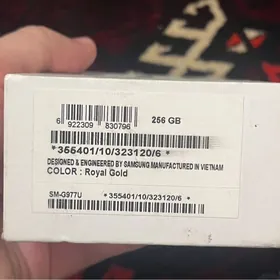 256 GB
6 922309 830796
*355401/10/323120/6 *
DESIGNED & ENGINEERED BY SAMSUNG.MANUFACTURED IN VIETNAM
COLOR : Royal Gold
SM-G977U *355401/10/323120/6 *